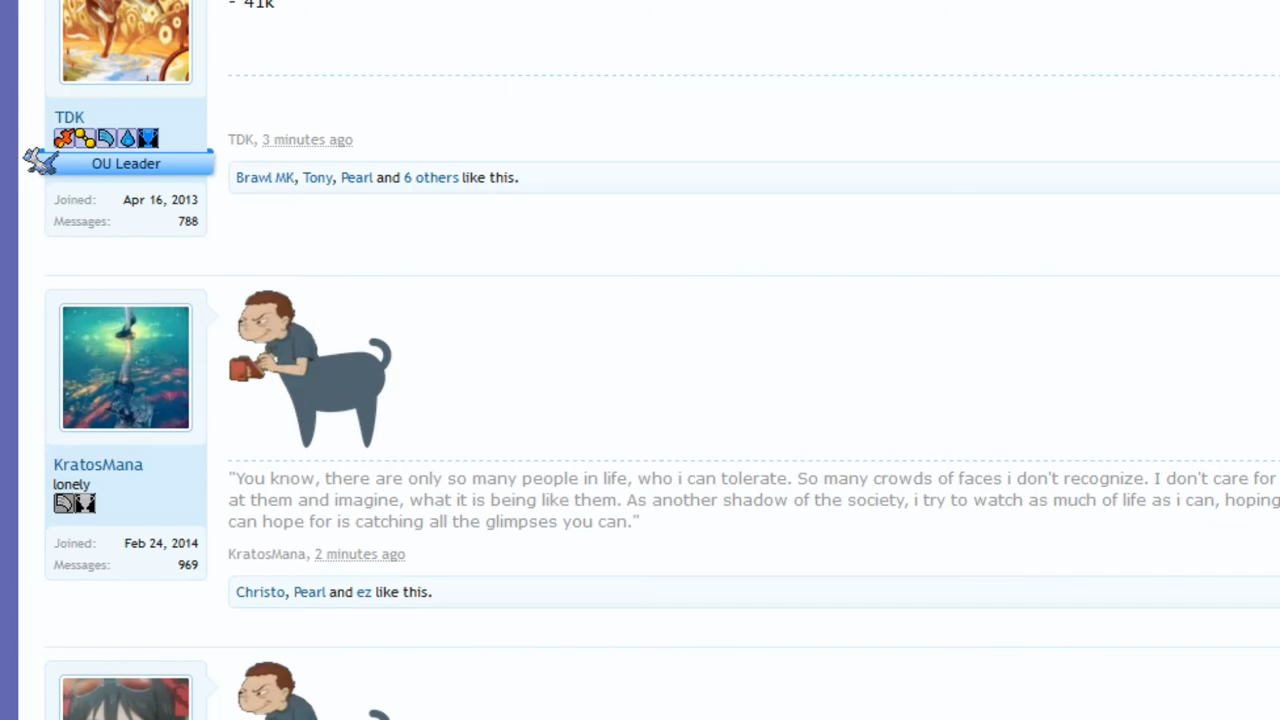 - 41k
TDK
OU Leader
Joined: Apr 16, 2013
Messages: 788
TDK, 3 minutes ago
Brawl MK, Tony, Pearl and 6 others like this.
KratosMana
lonely
Joined: Feb 24, 2014
Messages: 969
"You know, there are only so many people in life, who i can tolerate. So many crowds of faces i don't recognize. I don't care for
at them and imagine, what it is being like them. As another shadow of the society, i try to watch as much of life as i can, hoping
can hope for is catching all the glimpses you can."
KratosMana, 2 minutes ago
Christo, Pearl and ez like this.